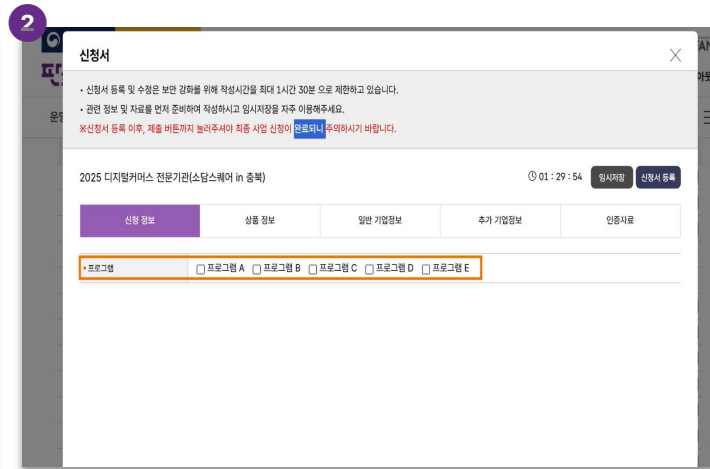 2
신청서
• 신청서 등록 및 수정은 보안 강화를 위해 작성시간을 최대 1시간 30분 으로 제한하고 있습니다.
• 관련 정보 및 자료를 먼저 준비하여 작성하시고 임시저장을 자주 이용해주세요.
※신청서 등록 이후, 제출 버튼까지 눌러주셔야 최종 사업 신청이 완료되니 주의하시기 바랍니다.
2025 디지털커머스 전문기관(소담스퀘어 in 충북)
01 : 29 : 54 임시저장 신청서 등록
신청 정보 상품 정보 일반 기업정보 추가 기업정보 인증자료
*프로그램 프로그램 A 프로그램 B 프로그램 C 프로그램 D 프로그램 E